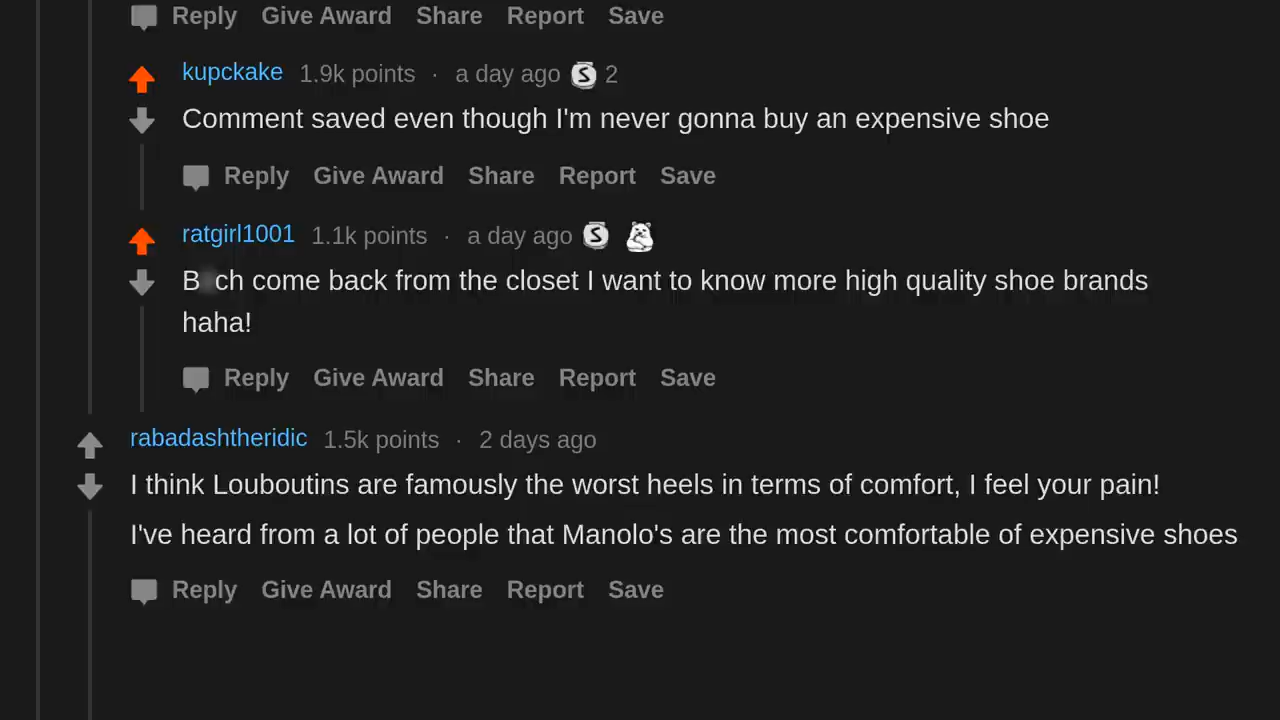 Reply Give Award Share Report Save
kupckake 1.9k points · a day ago S 2
Comment saved even though I'm never gonna buy an expensive shoe
Reply Give Award Share Report Save
ratgirl1001 1.1k points · a day ago S
come back from the closet I want to know more high quality shoe brands
haha!
Reply Give Award Share Report Save
rabadashtheridic 1.5k points · 2 days ago
I think Louboutins are famously the worst heels in terms of comfort, I feel your pain!
I've heard from a lot of people that Manolo's are the most comfortable of expensive shoes
Reply Give Award Share Report Save